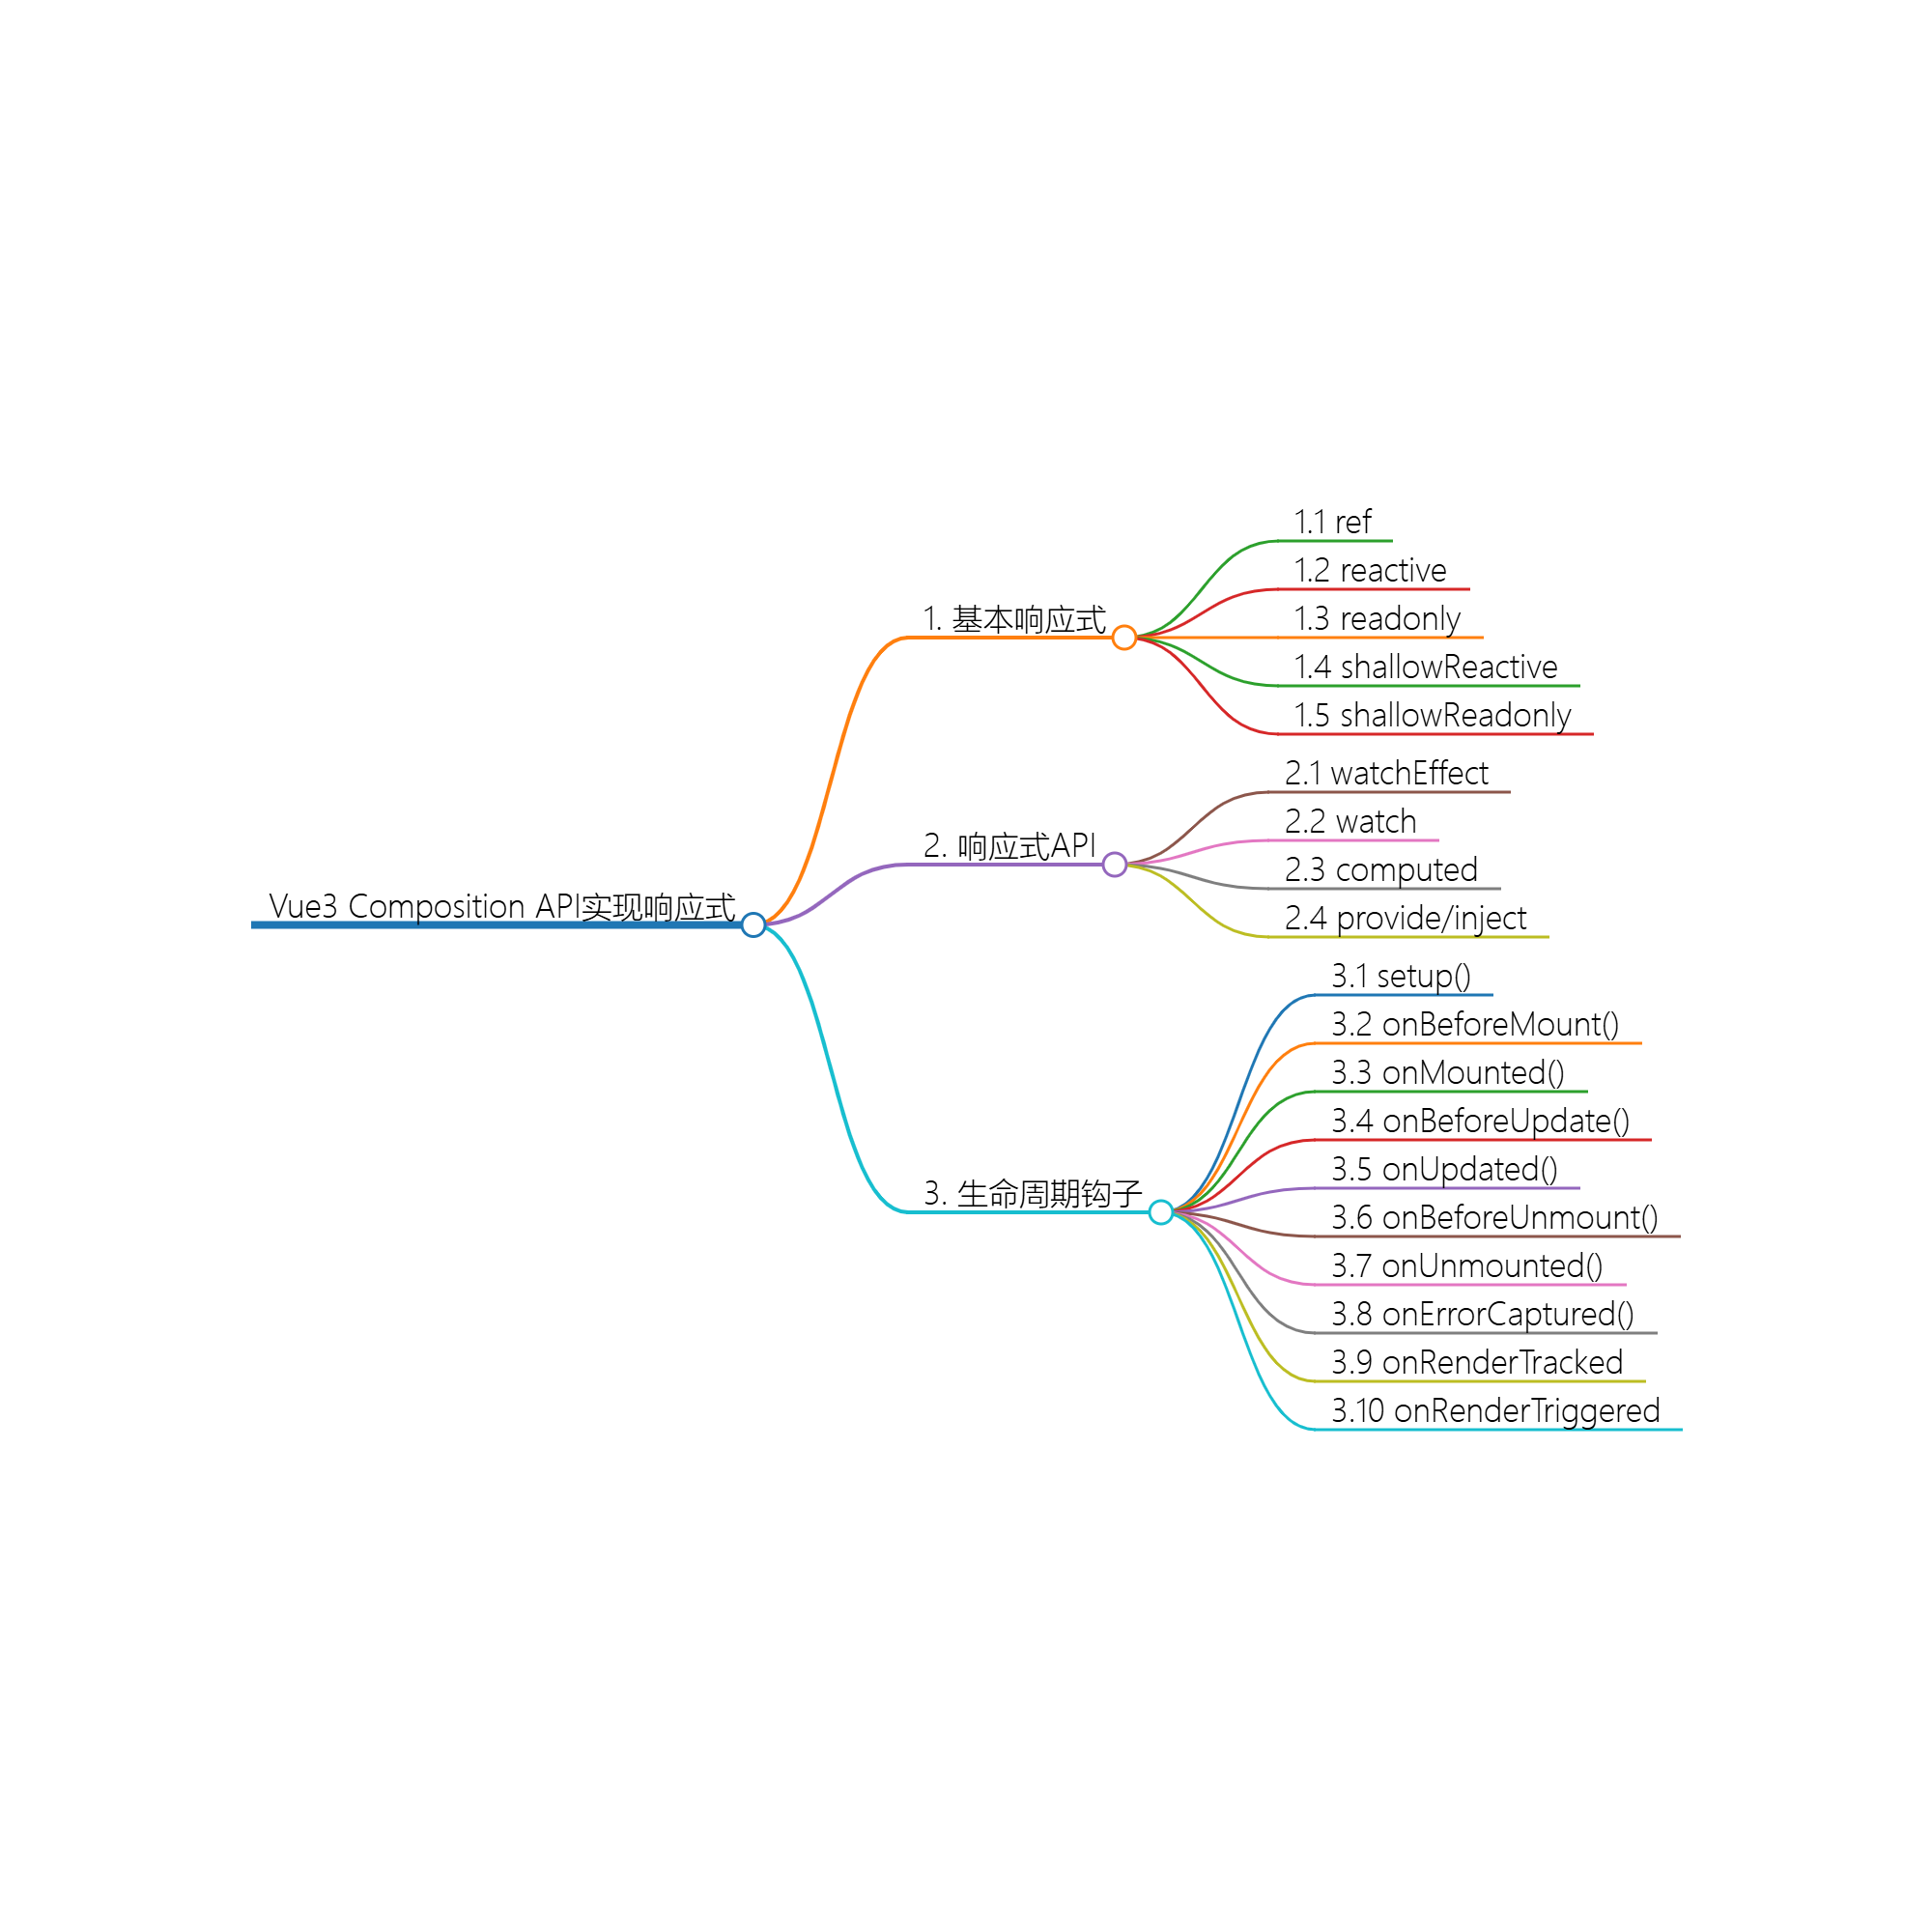 Vue3 Composition API实现响应式
1. 基本响应式
1.1 ref
1.2 reactive
1.3 readonly
1.4 shallowReactive
1.5 shallowReadonly
2. 响应式API
2.1 watchEffect
2.2 watch
2.3 computed
2.4 provide/inject
3. 生命周期钩子
3.1 setup()
3.2 onBeforeMount()
3.3 onMounted()
3.4 onBeforeUpdate()
3.5 onUpdated()
3.6 onBeforeUnmount()
3.7 onUnmounted()
3.8 onErrorCaptured()
3.9 onRenderTracked
3.10 onRenderTriggered